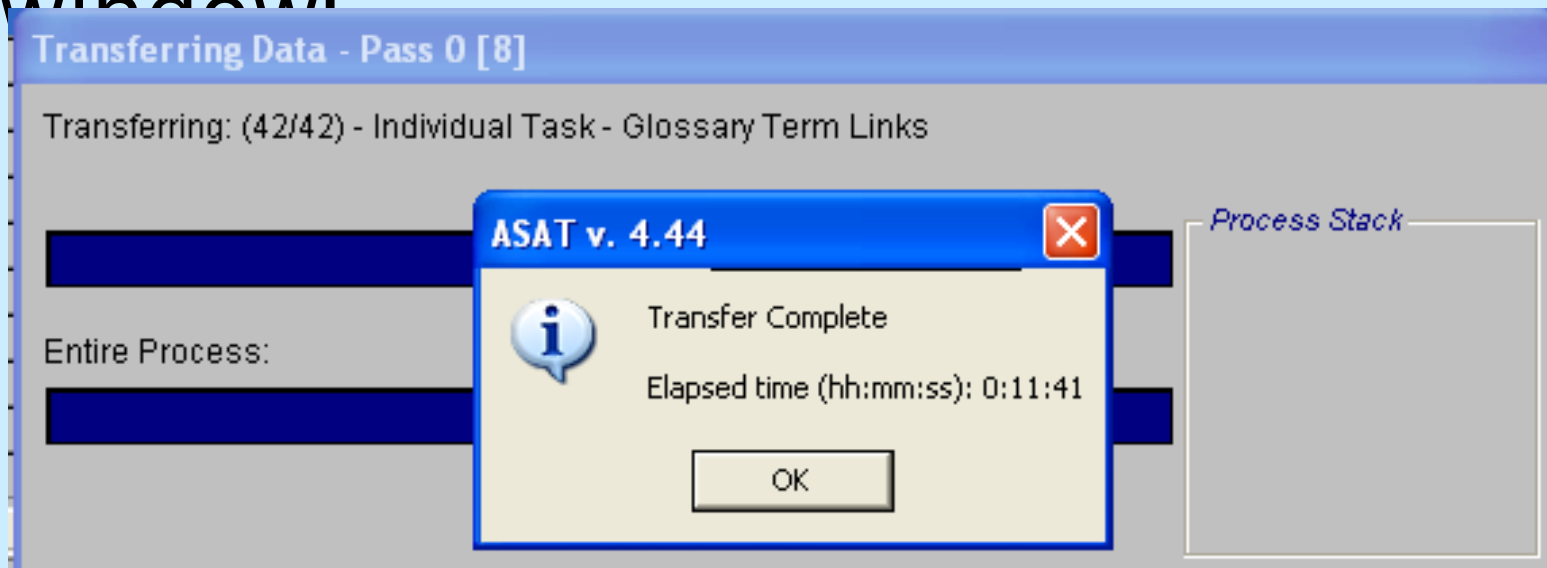 Transferring Data - Pass 0 [8]
Transferring: (42/42) - Individual Task - Glossary Term Links
ASAT v. 4.44
Process Stack
Transfer Complete
Entire Process:
Elapsed time (hh:mm:ss): 0:11:41
OK